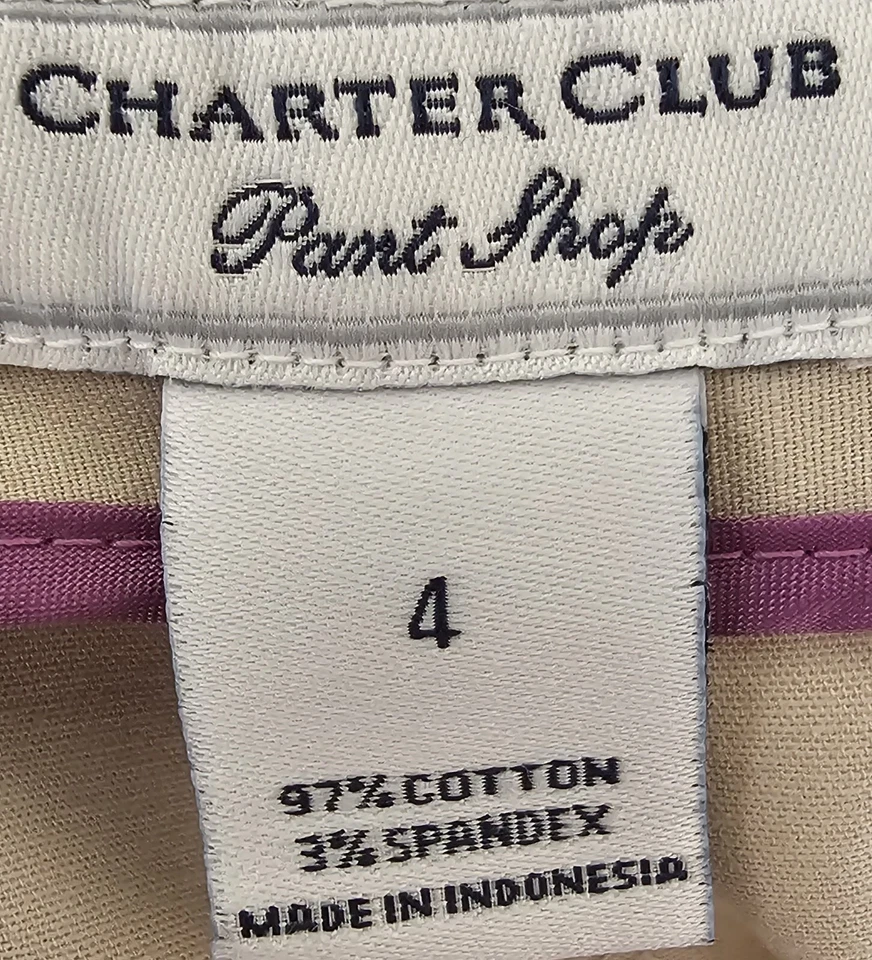 CHARTER CLUB
Pant Shop
4
97% COTTON
3% SPANDEX
MADE IN INDONESIA